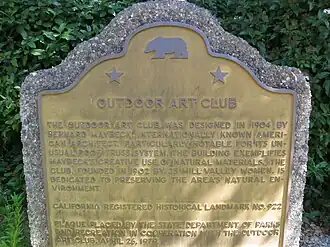 OUTDOOR ART CLUB
THE OUTDOOR ART CLUB WAS DESIGNED IN 1904 BY
BERNARD MAYBECK, INTERNATIONALLY KNOWN AMERI-
CAN ARCHITECT. PARTICULARLY NOTABLE FOR ITS UN-
USUAL ROOF-TRUSS SYSTEM, THE BUILDING EXEMPLIFIES
MAYBECK'S CREATIVE USE OF NATURAL MATERIALS. THE
CLUB, FOUNDED IN 1902 BY 35 MILL VALLEY WOMEN, IS
DEDICATED TO PRESERVING THE AREA'S NATURAL EN-
VIRONMENT.
CALIFORNIA REGISTERED HISTORICAL LANDMARK NO. 922
PLAQUE PLACED BY THE STATE DEPARTMENT OF PARKS
AND RECREATION IN COOPERATION WITH THE OUTDOOR
ART CLUB, APRIL 26, 1979.